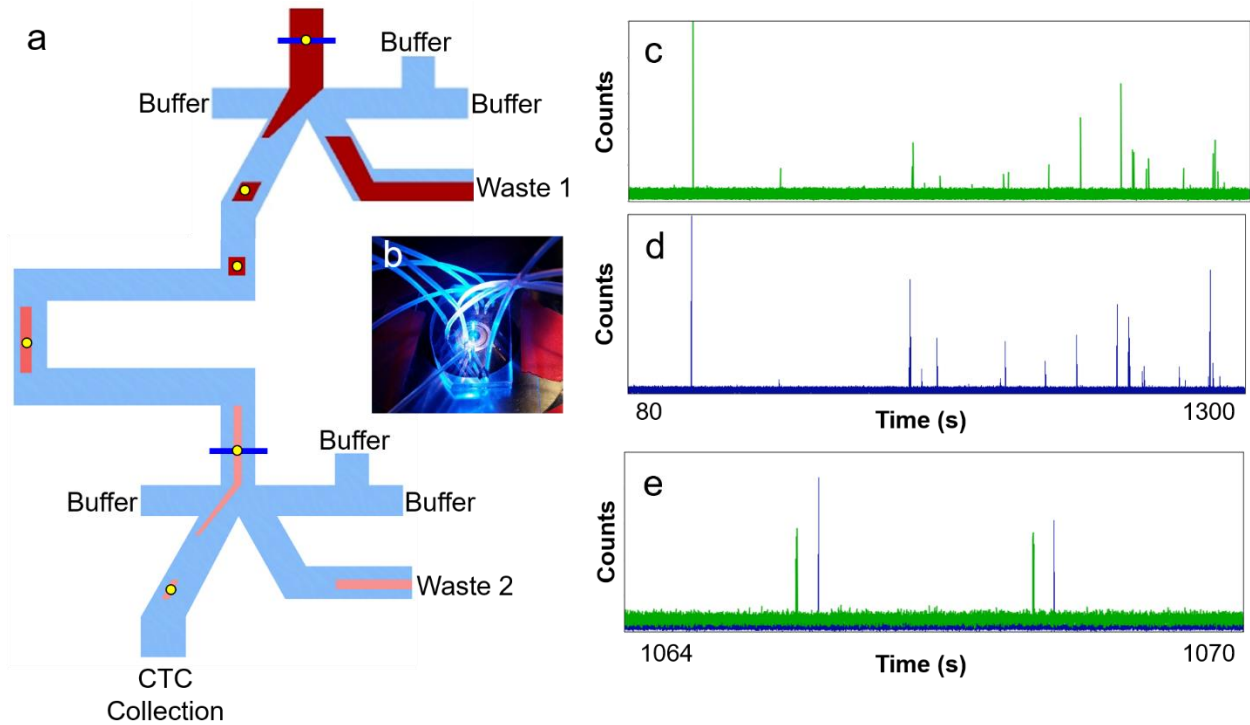 a
Buffer
Buffer
Buffer
Waste 1
b
Buffer
Buffer
Buffer
Waste 2
CTC
Collection
c
Counts
d
Counts
80
Time (s)
1300
e
Counts
1064
Time (s)
1070